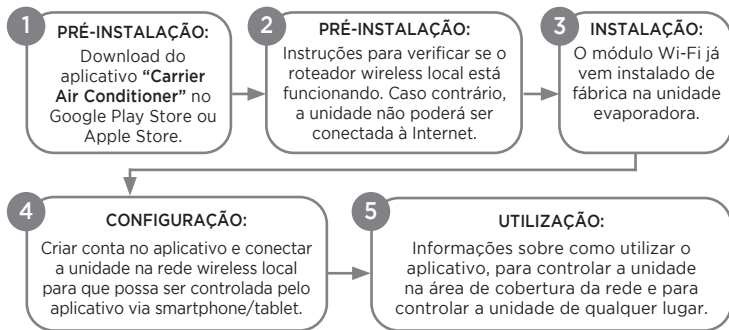 1
PRÉ-INSTALAÇÃO:
Download do
aplicativo “Carrier
Air Conditioner” no
Google Play Store ou
Apple Store.
2
PRÉ-INSTALAÇÃO:
Instruções para verificar se o
roteador wireless local está
funcionando. Caso contrário,
a unidade não poderá ser
conectada à Internet.
3
INSTALAÇÃO:
O módulo Wi-Fi já
vem instalado de
fábrica na unidade
evaporadora.
4
CONFIGURAÇÃO:
Criar conta no aplicativo e conectar
a unidade na rede wireless local
para que possa ser controlada pelo
aplicativo via smartphone/tablet.
5
UTILIZAÇÃO:
Informações sobre como utilizar o
aplicativo, para controlar a unidade
na área de cobertura da rede e para
controlar a unidade de qualquer lugar.